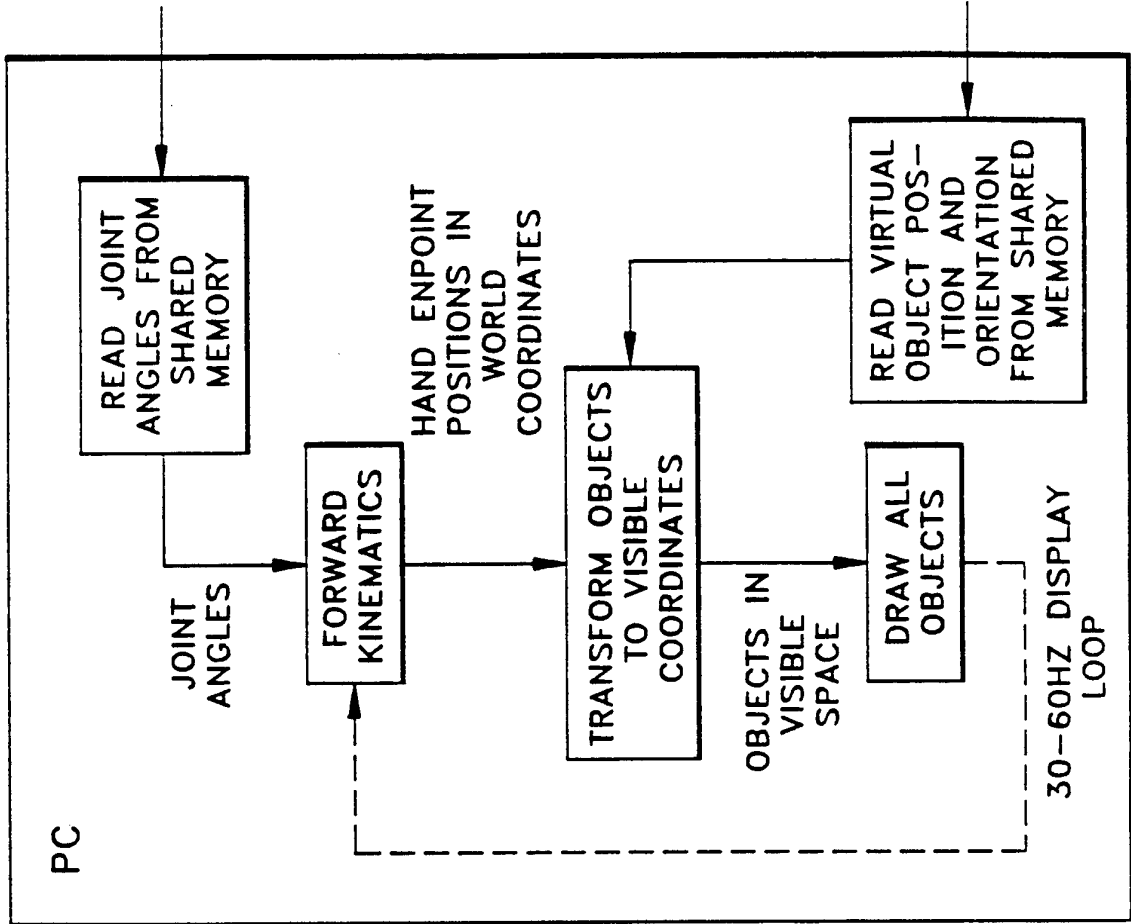 PC
READ JOINT
ANGLES FROM
SHARED
MEMORY
JOINT
ANGLES
FORWARD
KINEMATICS
HAND ENPOINT
POSITIONS IN
WORLD
COORDINATES
TRANSFORM OBJECTS
TO VISIBLE
COORDINATES
READ VIRTUAL
OBJECT POS-
ITION AND
ORIENTATION
FROM SHARED
MEMORY
OBJECTS IN
VISIBLE
SPACE
DRAW ALL
OBJECTS
30-60HZ DISPLAY
LOOP